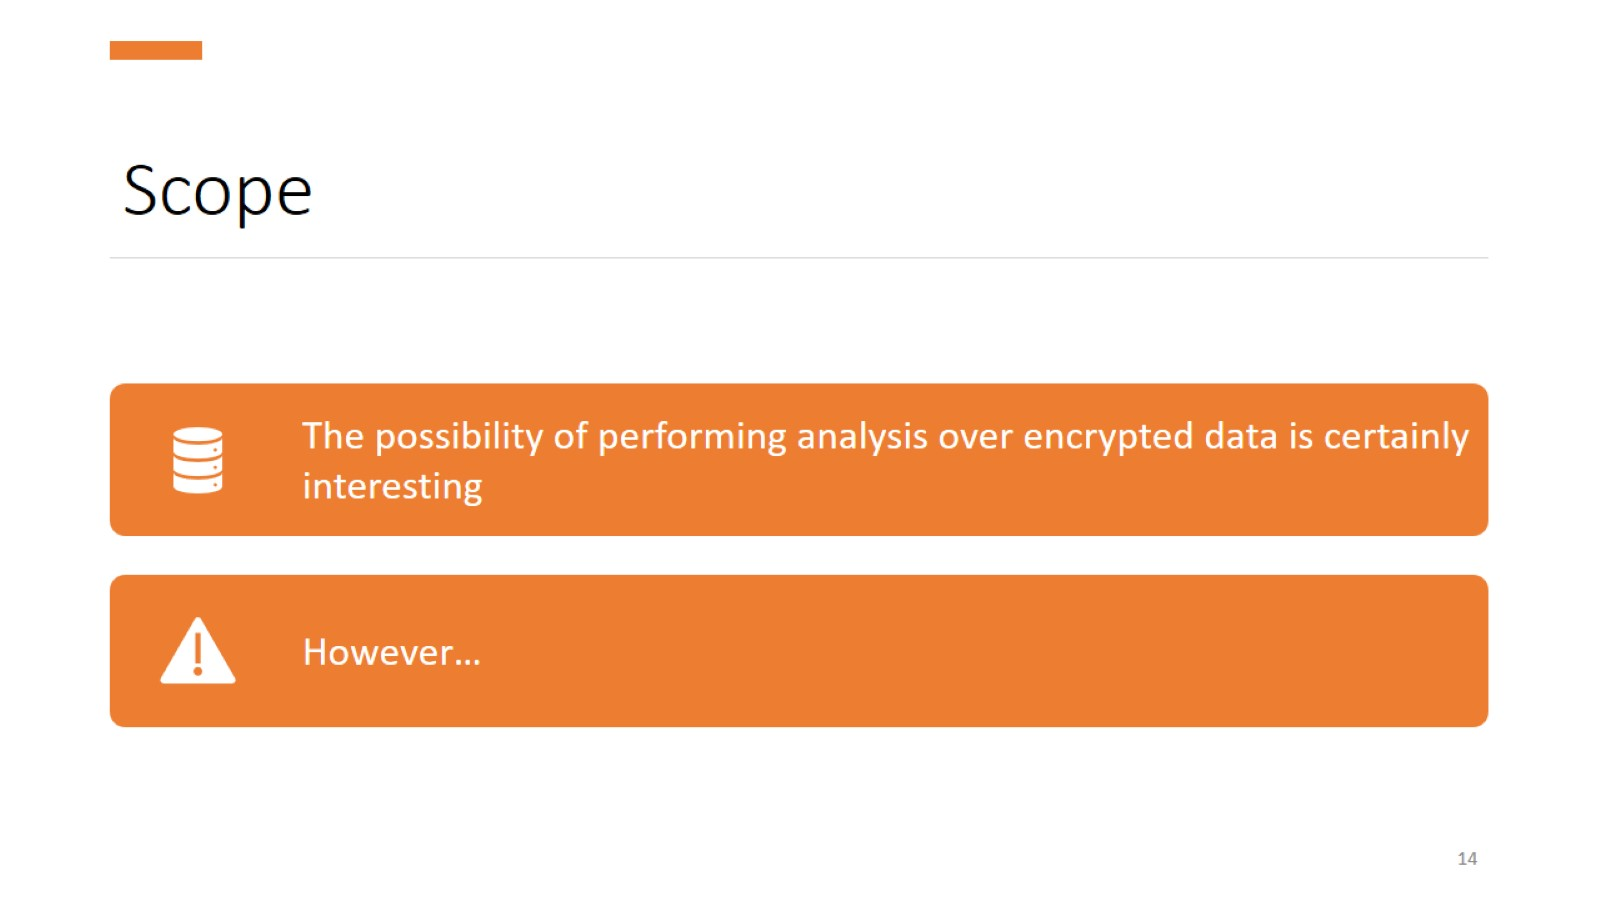 Scope
The possibility of performing analysis over encrypted data is certainly
interesting
However...
14